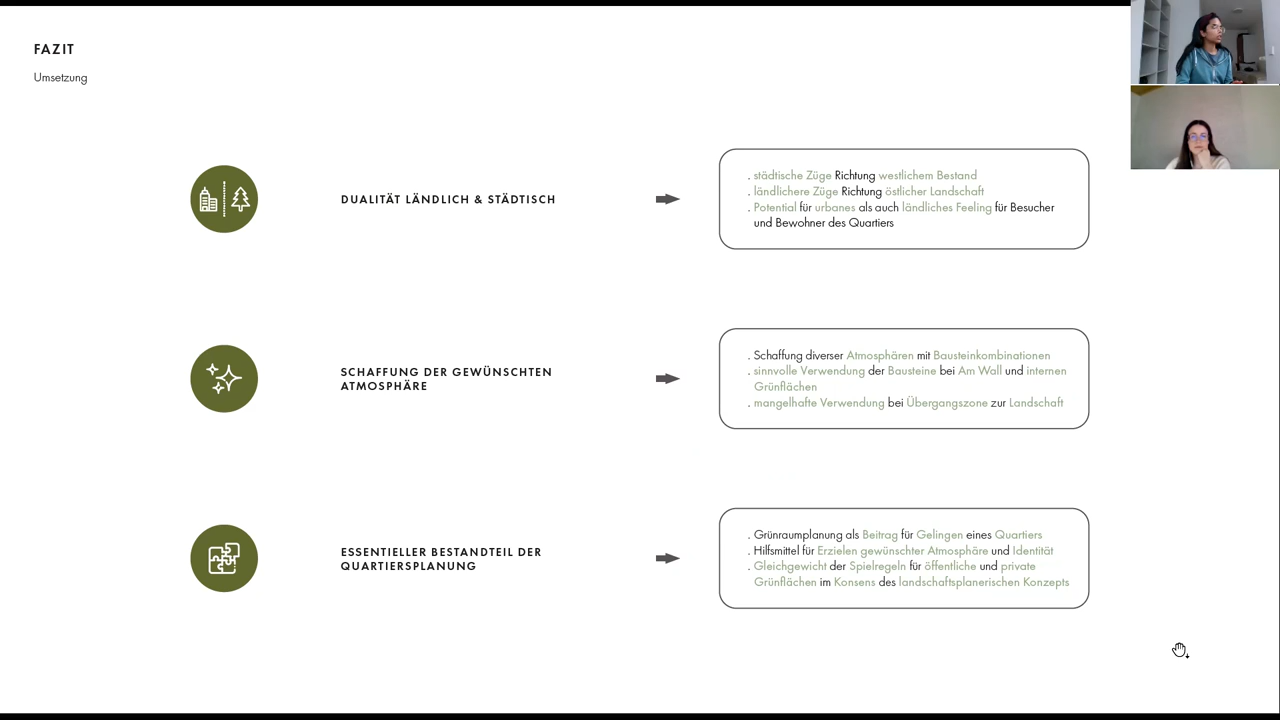 FAZIT
Umsetzung
DUALITÄT LÄNDLICH & STÄDTISCH
. städtische Züge Richtung westlichem Bestand
. ländlichere Züge Richtung östlicher Landschaft
. Potential für urbanes als auch ländliches Feeling für Besucher
und Bewohner des Quartiers
SCHAFFUNG DER GEWÜNSCHTEN
ATMOSPHÄRE
. Schaffung diverser Atmosphären mit Bausteinkombinationen
. sinnvolle Verwendung der Bausteine bei Am Wall und internen
Grünflächen
. mangelhafte Verwendung bei Übergangszone zur Landschaft
ESSENTIELLER BESTANDTEIL DER
QUARTIERSPLANUNG
. Grünraumplanung als Beitrag für Gelingen eines Quartiers
. Hilfsmittel für Erzielen gewünschter Atmosphäre und Identität
. Gleichgewicht der Spielregeln für öffentliche und private
Grünflächen im Konsens des landschaftsplanerischen Konzepts